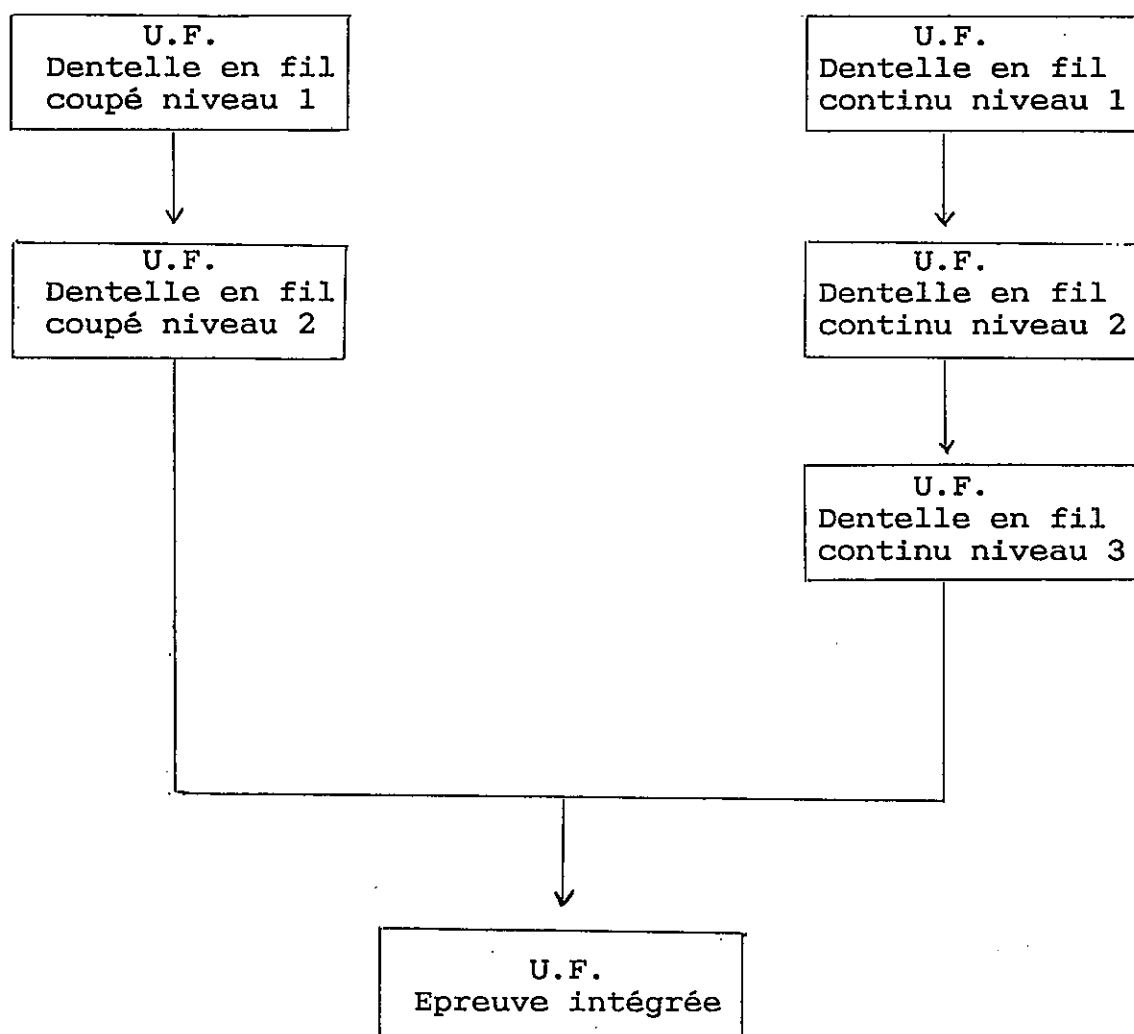 U.F.
Dentelle en fil
coupé niveau 1
U.F.
Dentelle en fil
continu niveau 1
U.F.
Dentelle en fil
coupé niveau 2
U.F.
Dentelle en fil
continu niveau 2
U.F.
Dentelle en fil
continu niveau 3
U.F.
Epreuve intégrée